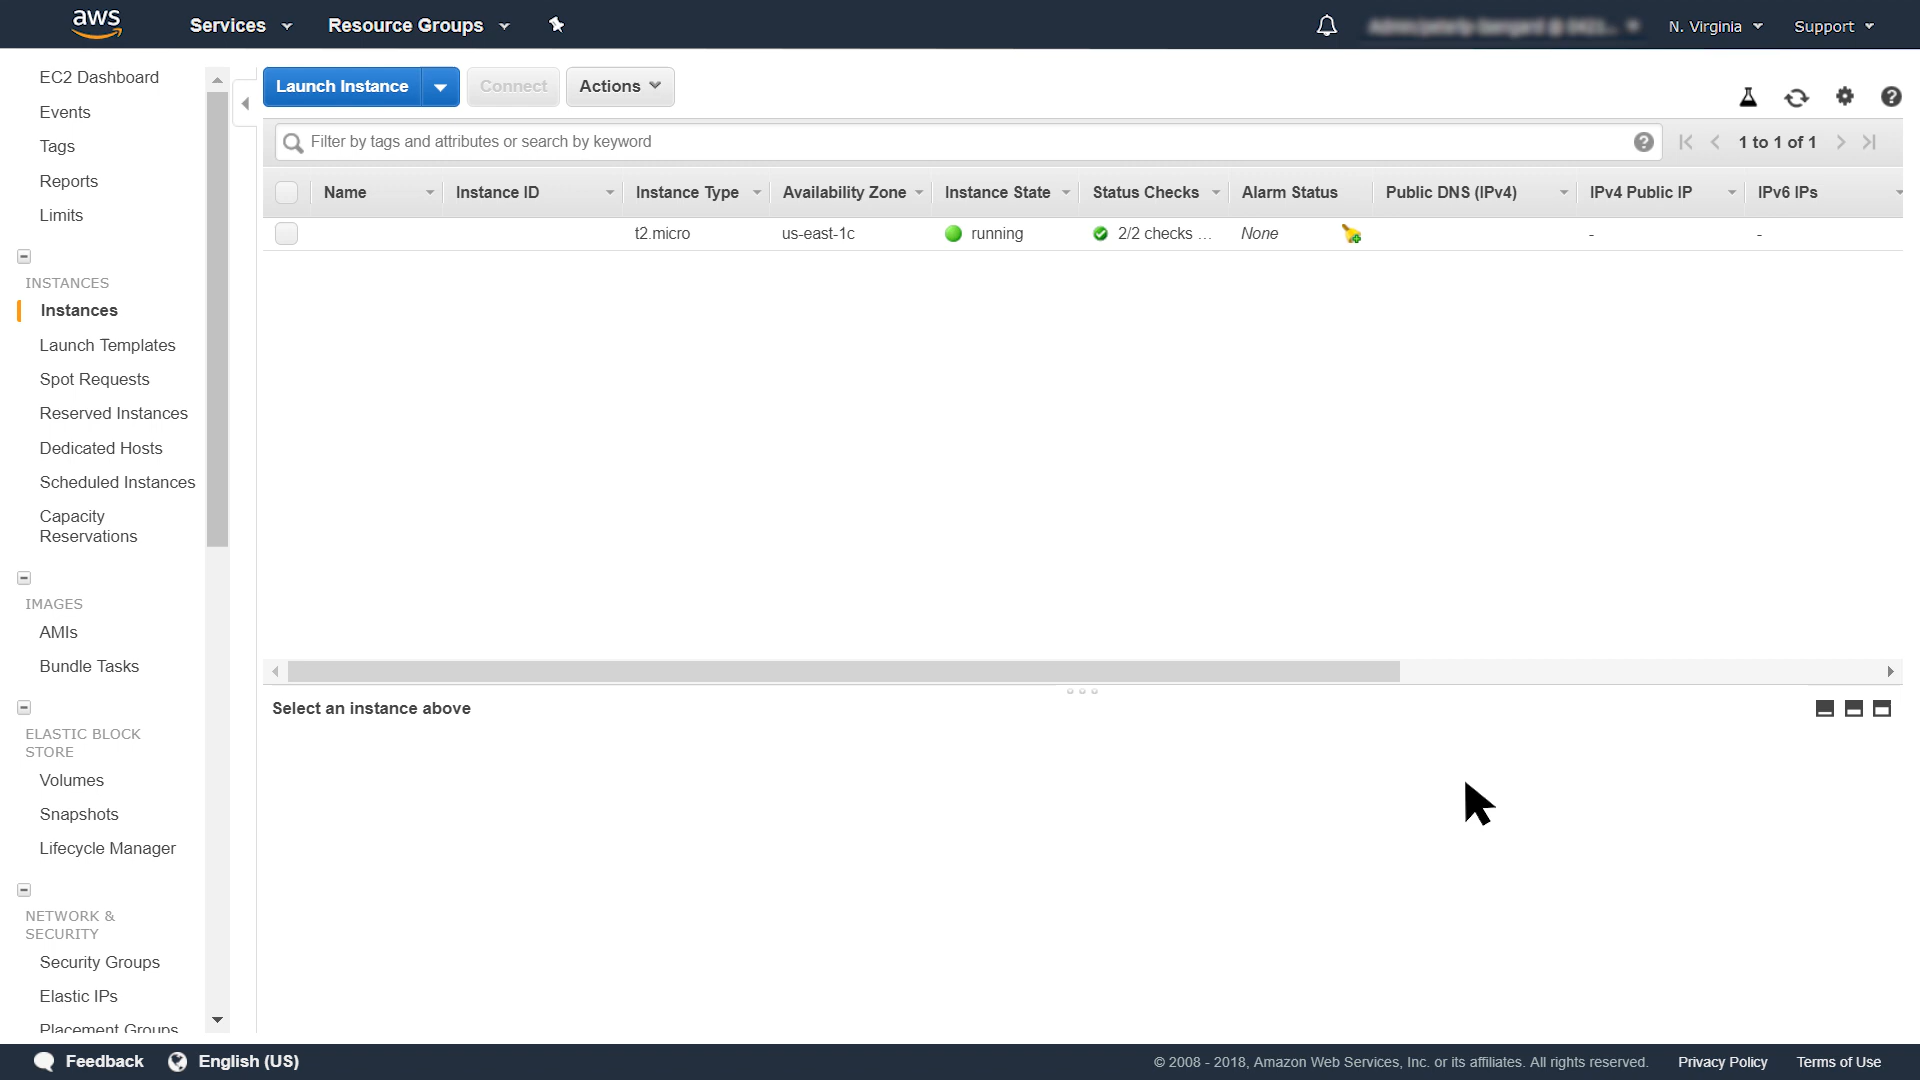 aws
Services
Resource Groups
N. Virginia
Support
EC2 Dashboard
Events
Tags
Reports
Limits
INSTANCES
Instances
Launch Templates
Spot Requests
Reserved Instances
Dedicated Hosts
Scheduled Instances
Capacity
Reservations
IMAGES
AMIs
Bundle Tasks
ELASTIC BLOCK
STORE
Volumes
Snapshots
Lifecycle Manager
NETWORK &
SECURITY
Security Groups
Elastic IPs
Placement Groups
Launch Instance
Connect
Actions
Filter by tags and attributes or search by keyword
1 to 1 of 1
Name Instance ID Instance Type Availability Zone Instance State Status Checks Alarm Status Public DNS (IPv4) IPv4 Public IP IPv6 IPs
t2.micro us-east-1c running 2/2 checks ... None - -
Select an instance above
Feedback
English (US)
© 2008 - 2018, Amazon Web Services, Inc. or its affiliates. All rights reserved.
Privacy Policy
Terms of Use